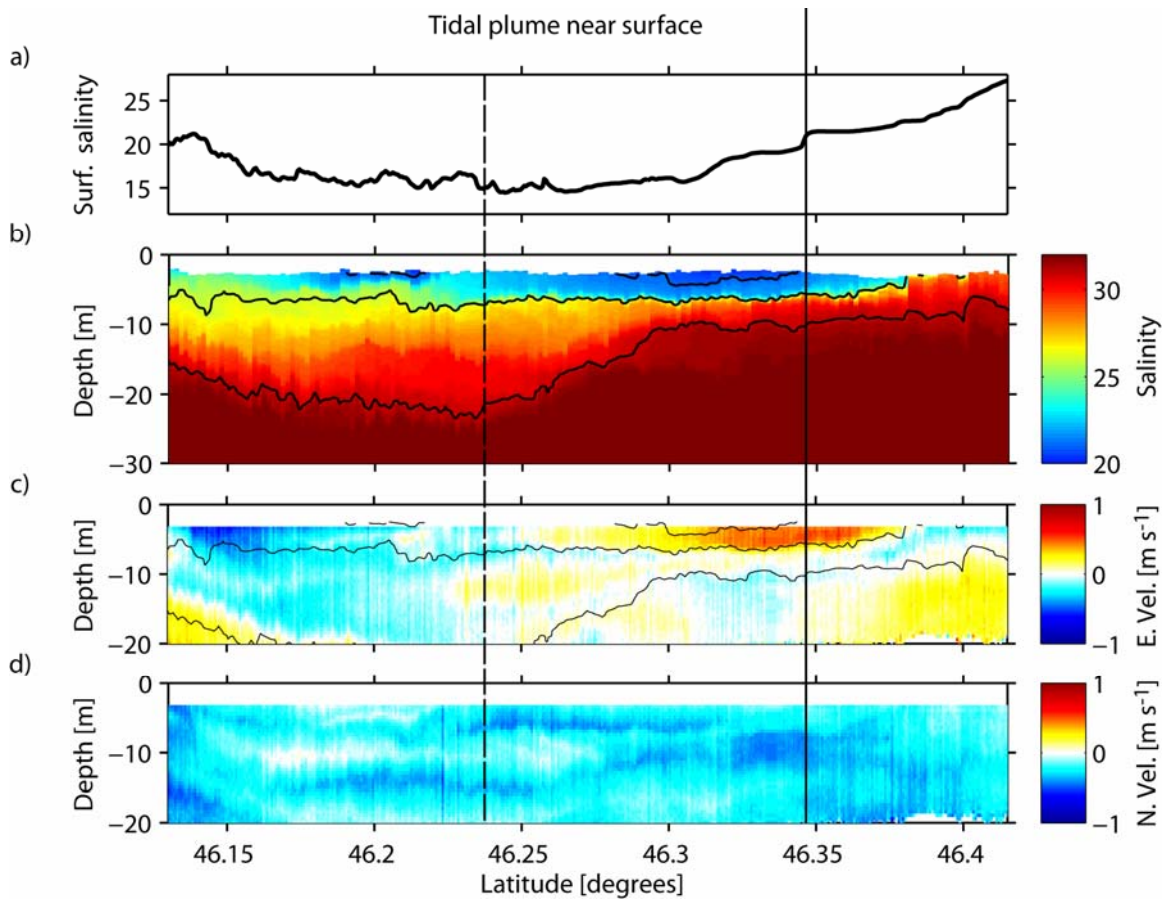 Tidal plume near surface
a)
Surf. salinity
25
20
15
b)
Depth [m]
0
−10
−20
−30
30
25
20
Salinity
c)
Depth [m]
0
−10
−20
1
0
−1
E. Vel. [m s⁻¹]
d)
Depth [m]
0
−10
−20
1
0
−1
N. Vel. [m s⁻¹]
46.15 46.2 46.25 46.3 46.35 46.4
Latitude [degrees]